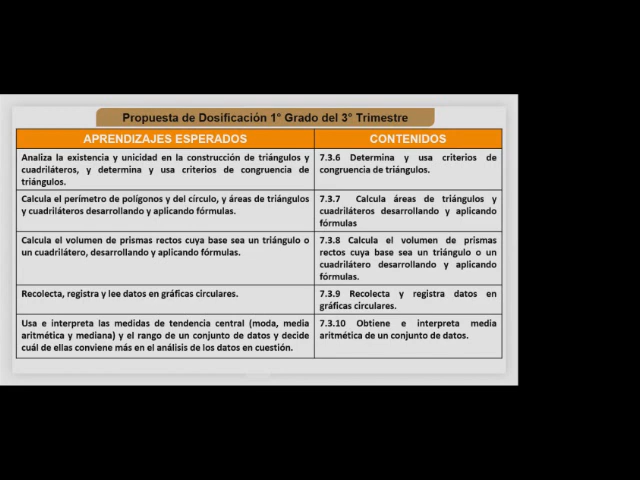 Propuesta de Dosificación 1° Grado del 3° Trimestre
APRENDIZAJES ESPERADOS
CONTENIDOS
Analiza la existencia y unicidad en la construcción de triángulos y
cuadriláteros, y determina y usa criterios de congruencia de
triángulos.
7.3.6 Determina y usa criterios de
congruencia de triángulos.
Calcula el perímetro de polígonos y del círculo, y áreas de triángulos
y cuadriláteros desarrollando y aplicando fórmulas.
7.3.7 Calcula áreas de triángulos y
cuadriláteros desarrollando y aplicando
fórmulas
Calcula el volumen de prismas rectos cuya base sea un triángulo o
un cuadrilátero, desarrollando y aplicando fórmulas.
7.3.8 Calcula el volumen de prismas
rectos cuya base sea un triángulo o un
cuadrilátero desarrollando y aplicando
fórmulas.
Recolecta, registra y lee datos en gráficas circulares.
7.3.9 Recolecta y registra datos en
gráficas circulares.
Usa e interpreta las medidas de tendencia central (moda, media
aritmética y mediana) y el rango de un conjunto de datos y decide
cuál de ellas conviene más en el análisis de los datos en cuestión.
7.3.10 Obtiene e interpreta media
aritmética de un conjunto de datos.